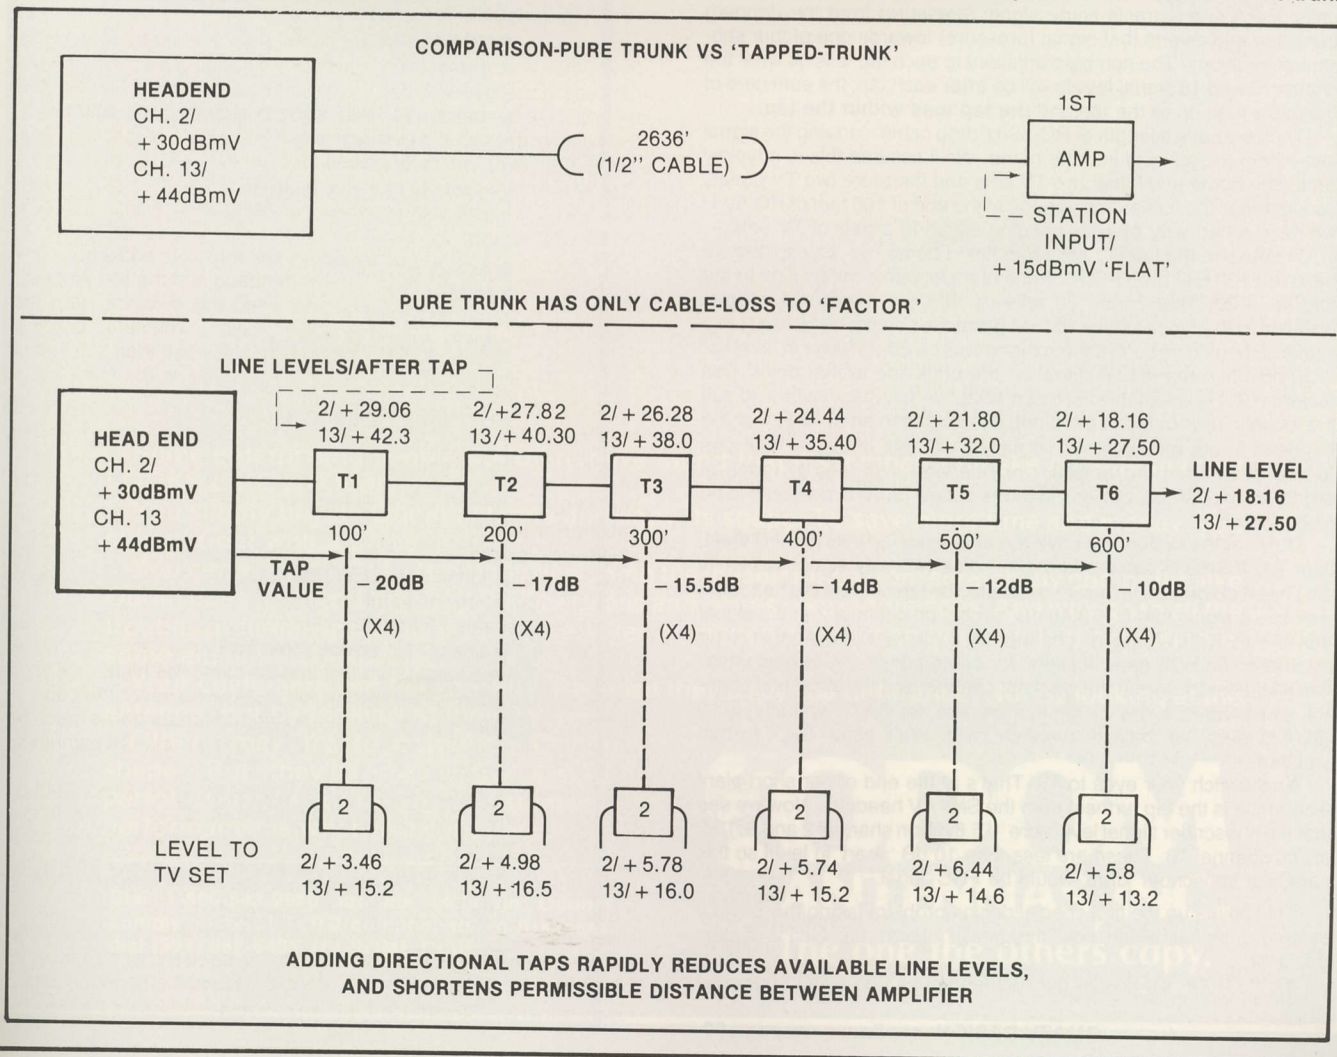 COMPARISON-PURE TRUNK VS 'TAPPED-TRUNK'
HEADEND
CH. 2/
+ 30dBmV
CH. 13/
+ 44dBmV
2636'
(1/2" CABLE)
1ST
AMP
STATION
INPUT/
+ 15dBmV 'FLAT'
PURE TRUNK HAS ONLY CABLE-LOSS TO 'FACTOR'
LINE LEVELS/AFTER TAP
HEAD END
CH. 2/
+ 30dBmV
CH. 13
+ 44dBmV
2/ + 29.06
13/ + 42.3
2/ +27.82
13/+ 40.30
2/ + 26.28
13/ + 38.0
2/ + 24.44
13/ + 35.40
2/ + 21.80
13/ + 32.0
2/ + 18.16
13/ + 27.50
T1
T2
T3
T4
T5
T6
LINE LEVEL
2/ + 18.16
13/ + 27.50
100'
200'
300'
400'
500'
600'
TAP
VALUE
– 20dB
– 17dB
– 15.5dB
– 14dB
– 12dB
– 10dB
(X4)
(X4)
(X4)
(X4)
(X4)
(X4)
2
2
2
2
2
2
LEVEL TO
TV SET
2/ + 3.46
13/ + 15.2
2/ + 4.98
13/ + 16.5
2/ + 5.78
13/ + 16.0
2/ + 5.74
13/ + 15.2
2/ + 6.44
13/ + 14.6
2/ + 5.8
13/ + 13.2
ADDING DIRECTIONAL TAPS RAPIDLY REDUCES AVAILABLE LINE LEVELS,
AND SHORTENS PERMISSIBLE DISTANCE BETWEEN AMPLIFIER